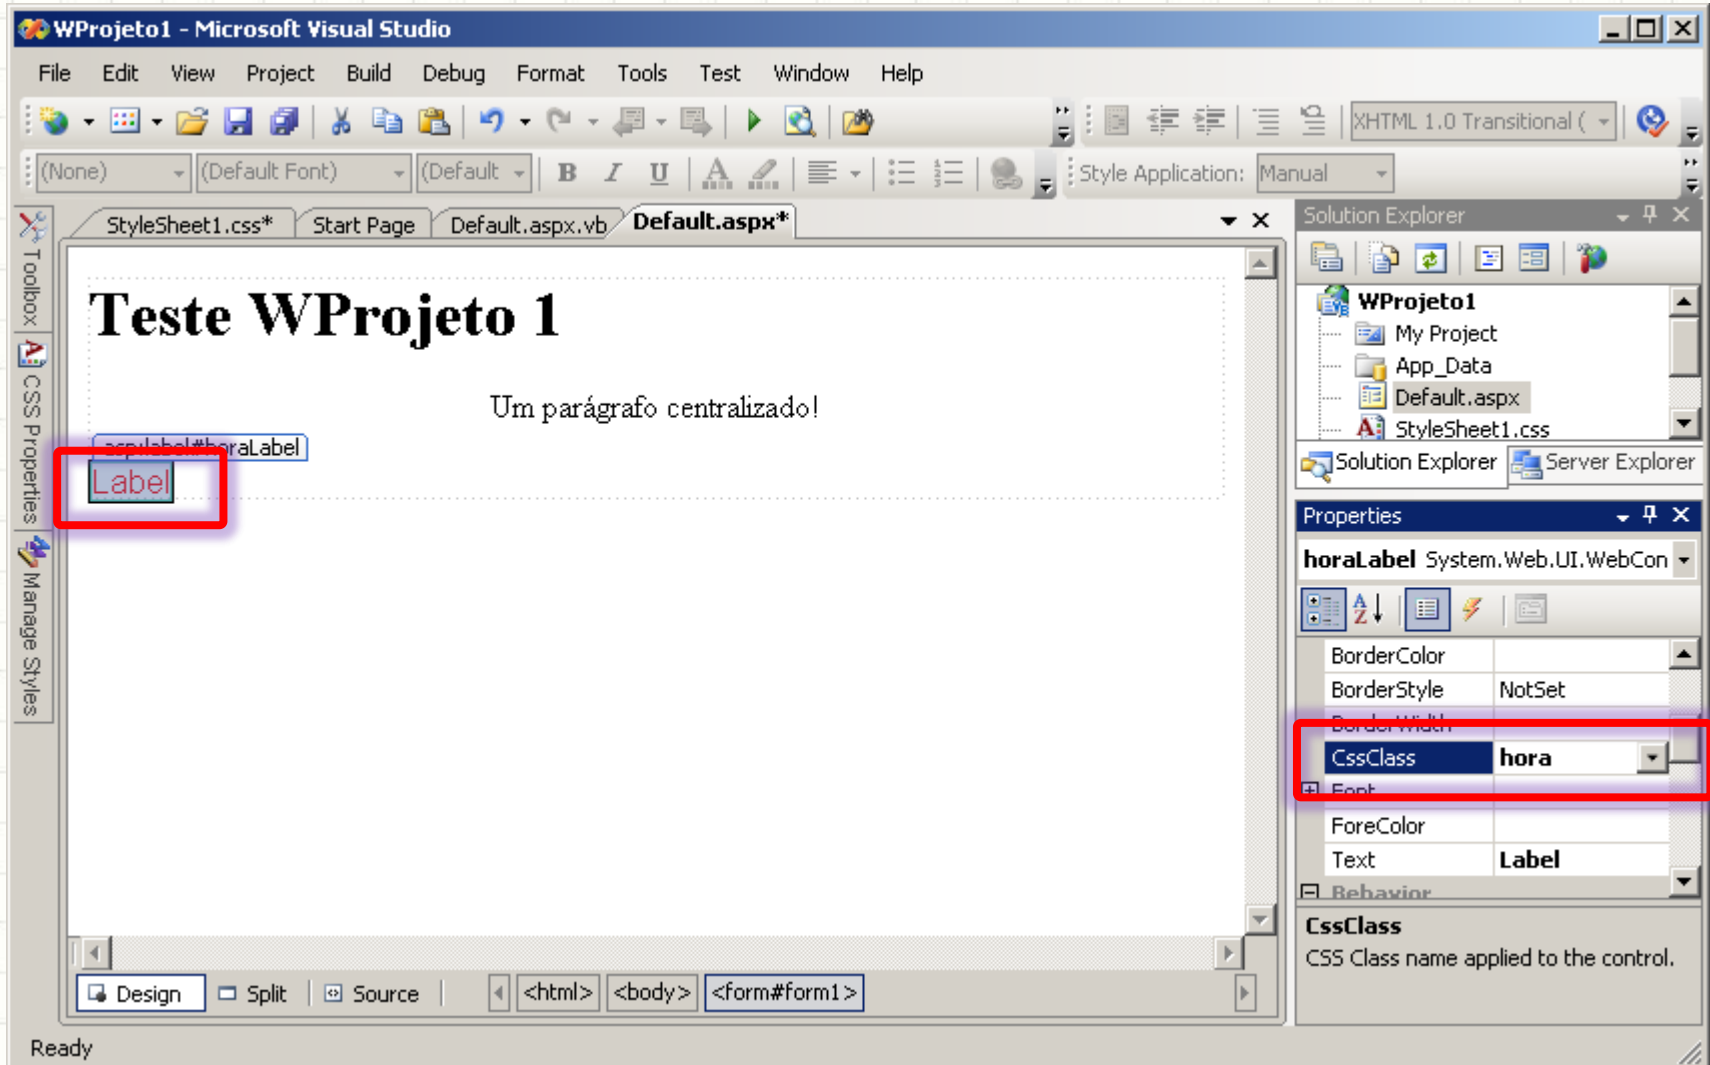 WProjeto1 - Microsoft Visual Studio
File Edit View Project Build Debug Format Tools Test Window Help
XHTML 1.0 Transitional (
(None) (Default Font) (Default B I U A Style Application: Manual
StyleSheet1.css* Start Page Default.aspx.vb Default.aspx*
Toolbox
CSS Properties
Manage Styles
Teste WProjeto 1
Um parágrafo centralizado!
asp:label#horaLabel
Label
Design Split Source <html> <body> <form#form1>
Solution Explorer
WProjeto1
My Project
App_Data
Default.aspx
StyleSheet1.css
Solution Explorer Server Explorer
Properties
horaLabel System.Web.UI.WebCon
A
Z
BorderColor
BorderStyle NotSet
BorderWidth
CssClass hora
Font
ForeColor
Text Label
Behavior
CssClass
CSS Class name applied to the control.
Ready